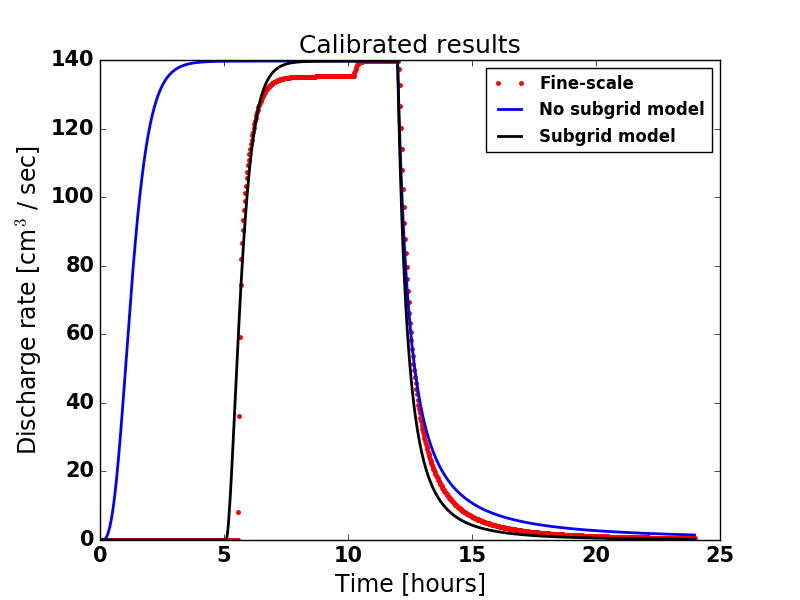 Calibrated results
140
120
100
80
60
40
20
0
Discharge rate [cm³ / sec]
Fine-scale
No subgrid model
Subgrid model
0 5 10 15 20 25
Time [hours]